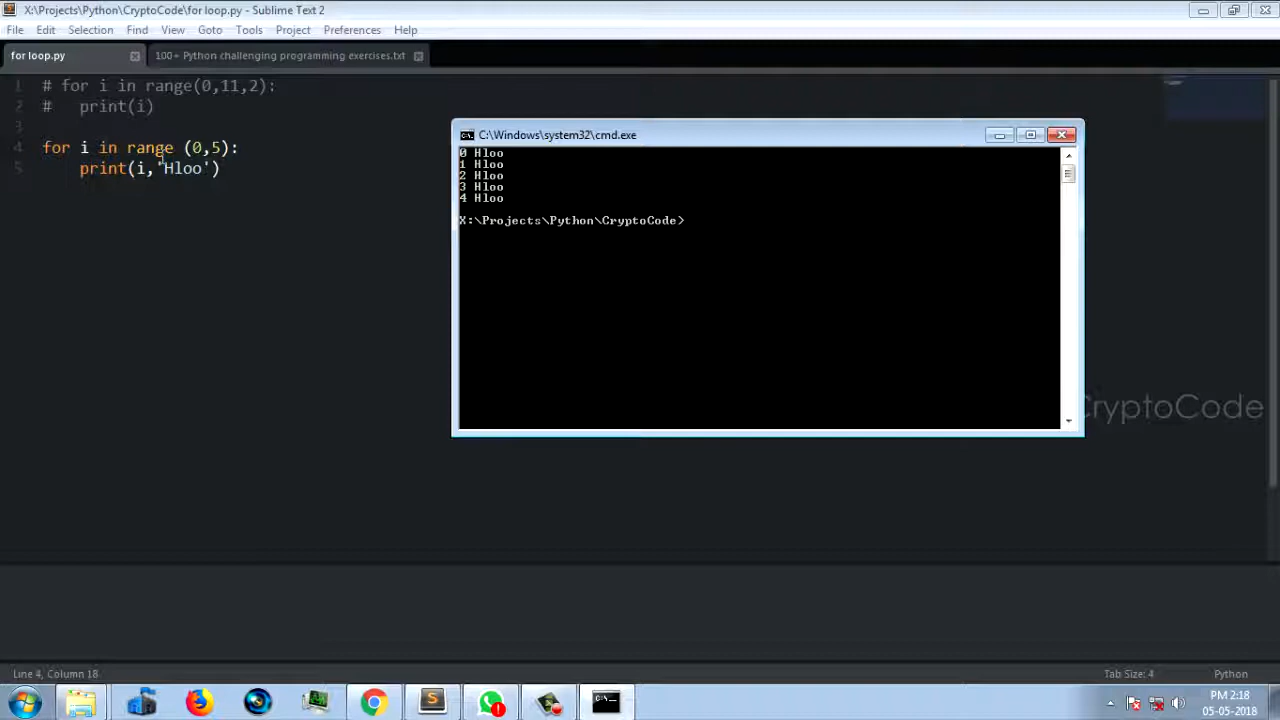 X:\Projects\Python\CryptoCode\for loop.py - Sublime Text 2
File Edit Selection Find View Goto Tools Project Preferences Help
for loop.py 100+ Python challenging programming exercises.txt
1 # for i in range(0,11,2):
2 #   print(i)
3
4 for i in range (0,5):
5     print(i,'Hloo')
C:\Windows\system32\cmd.exe
0 Hloo
1 Hloo
2 Hloo
3 Hloo
4 Hloo
X:\Projects\Python\CryptoCode>
CryptoCode
Line 4, Column 18 Tab Size: 4 Python
PM 2:18
05-05-2018